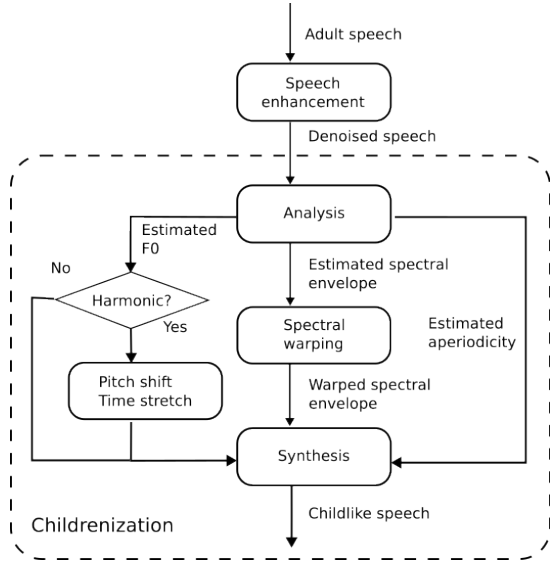 Adult speech
Speech
enhancement
Denoised speech
Analysis
Estimated
F0
No
Estimated spectral
envelope
Harmonic?
Yes
Spectral
warping
Estimated
aperiodicity
Pitch shift
Time stretch
Warped spectral
envelope
Synthesis
Childlike speech
Childrenization